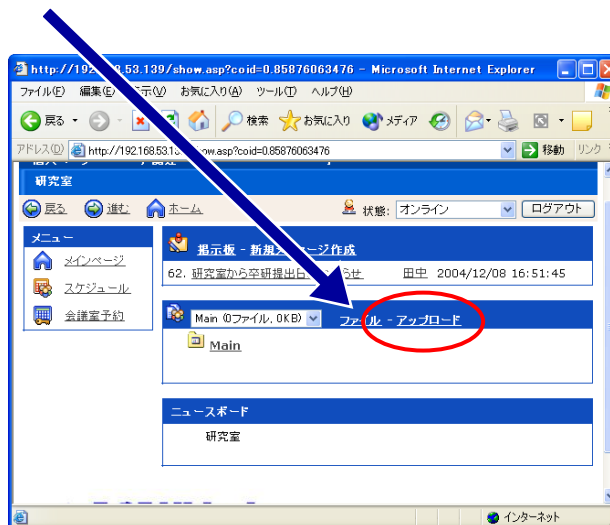 http://192.168.53.139/show.asp?coid=0.85876063476 - Microsoft Internet Explorer
ファイル(F) 編集(E) 表示(V) お気に入り(A) ツール(T) ヘルプ(H)
戻る 検索 お気に入り メディア
アドレス(D) http://192.168.53.13 show.asp?coid=0.85876063476 移動 リンク
研究室
戻る 進む ホーム 状態: オンライン ログアウト
メニュー
メインページ
スケジュール
会議室予約
掲示板 - 新規メッセージ作成
62. 研究室から卒研提出日 らせ 田中 2004/12/08 16:51:45
Main (0ファイル, 0KB) ファイル - アップロード
Main
ニュースボード
研究室
インターネット